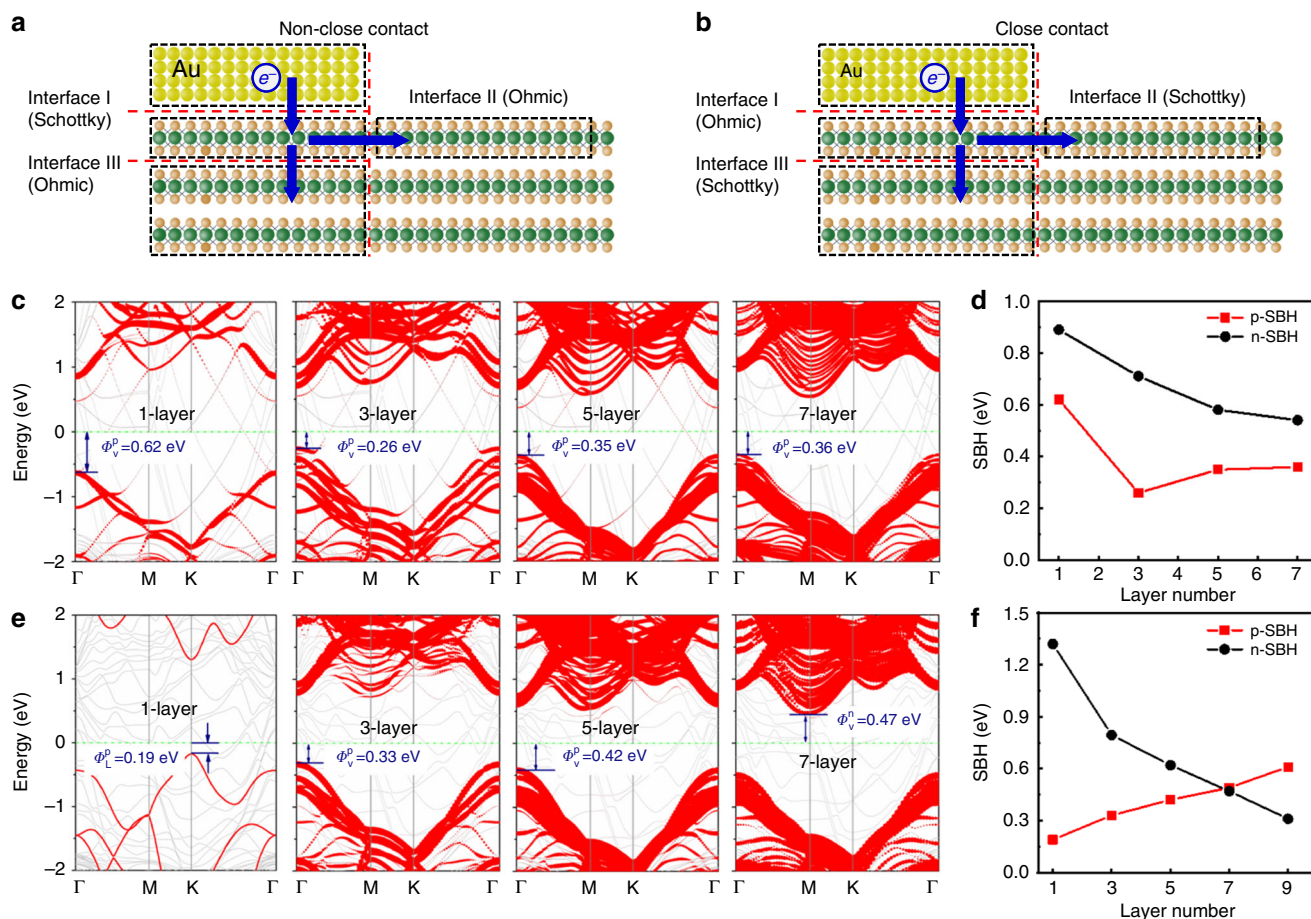 a
Non-close contact
Au
e⁻
Interface I
(Schottky)
Interface II (Ohmic)
Interface III
(Ohmic)
b
Close contact
Au
e⁻
Interface I
(Ohmic)
Interface II (Schottky)
Interface III
(Schottky)
c
Energy (eV)
2
1
0
−1
−2
1-layer
Φ_v^p=0.62 eV
Γ M K Γ
3-layer
Φ_v^p=0.26 eV
Γ M K Γ
5-layer
Φ_v^p=0.35 eV
Γ M K Γ
7-layer
Φ_v^p=0.36 eV
Γ M K Γ
d
SBH (eV)
1.0
0.8
0.6
0.4
0.2
0.0
p-SBH
n-SBH
1 2 3 4 5 6 7
Layer number
e
Energy (eV)
2
1
0
−1
−2
1-layer
Φ_L^p=0.19 eV
Γ M K Γ
3-layer
Φ_v^p=0.33 eV
Γ M K Γ
5-layer
Φ_v^p=0.42 eV
Γ M K Γ
Φ_v^n=0.47 eV
7-layer
Γ M K Γ
f
SBH (eV)
1.5
1.2
0.9
0.6
0.3
0.0
p-SBH
n-SBH
1 3 5 7 9
Layer number